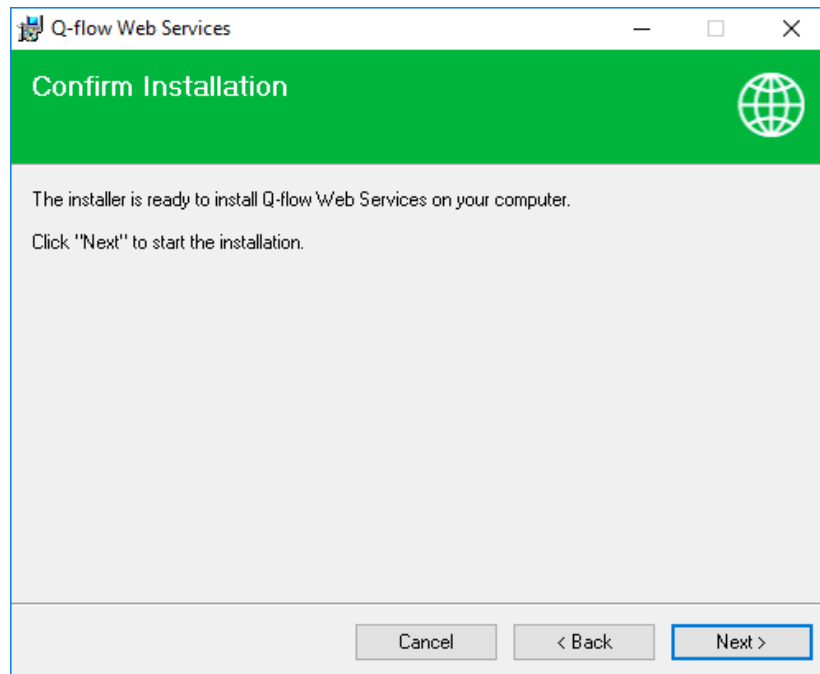 Q-flow Web Services
Confirm Installation
The installer is ready to install Q-flow Web Services on your computer.
Click "Next" to start the installation.
Cancel
< Back
Next >